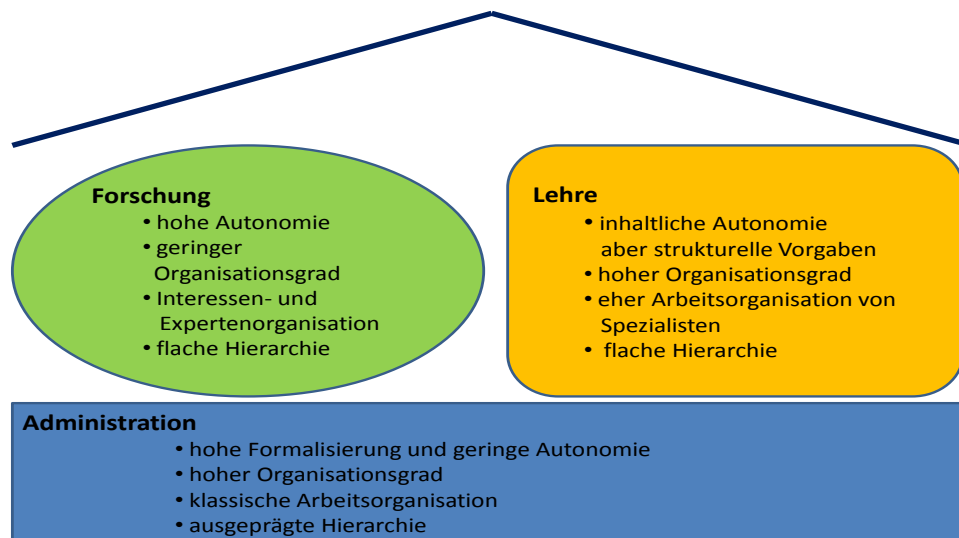 Forschung
• hohe Autonomie
• geringer
Organisationsgrad
• Interessen- und
Expertenorganisation
• flache Hierarchie
Lehre
• inhaltliche Autonomie
aber strukturelle Vorgaben
• hoher Organisationsgrad
• eher Arbeitsorganisation von
Spezialisten
• flache Hierarchie
Administration
• hohe Formalisierung und geringe Autonomie
• hoher Organisationsgrad
• klassische Arbeitsorganisation
• ausgeprägte Hierarchie